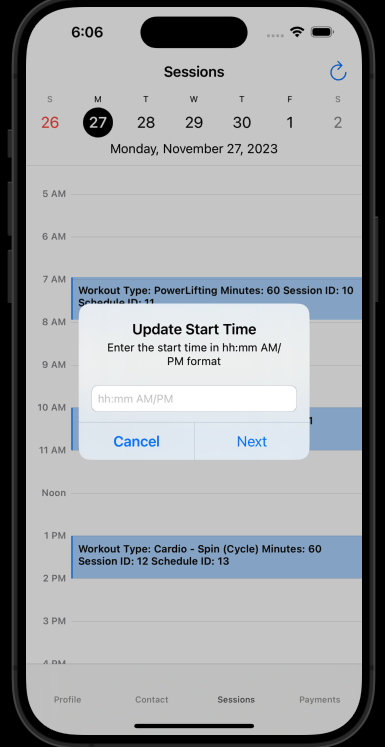 6:06
Sessions
S M T W T F S
26 27 28 29 30 1 2
Monday, November 27, 2023
5 AM
6 AM
7 AM
Workout Type: PowerLifting Minutes: 60 Session ID: 10
Schedule ID: 11
8 AM
Update Start Time
Enter the start time in hh:mm AM/
PM format
9 AM
hh:mm AM/PM
10 AM
1
11 AM
Cancel Next
Noon
1 PM
Workout Type: Cardio - Spin (Cycle) Minutes: 60
Session ID: 12 Schedule ID: 13
2 PM
3 PM
4 PM
Profile Contact Sessions Payments